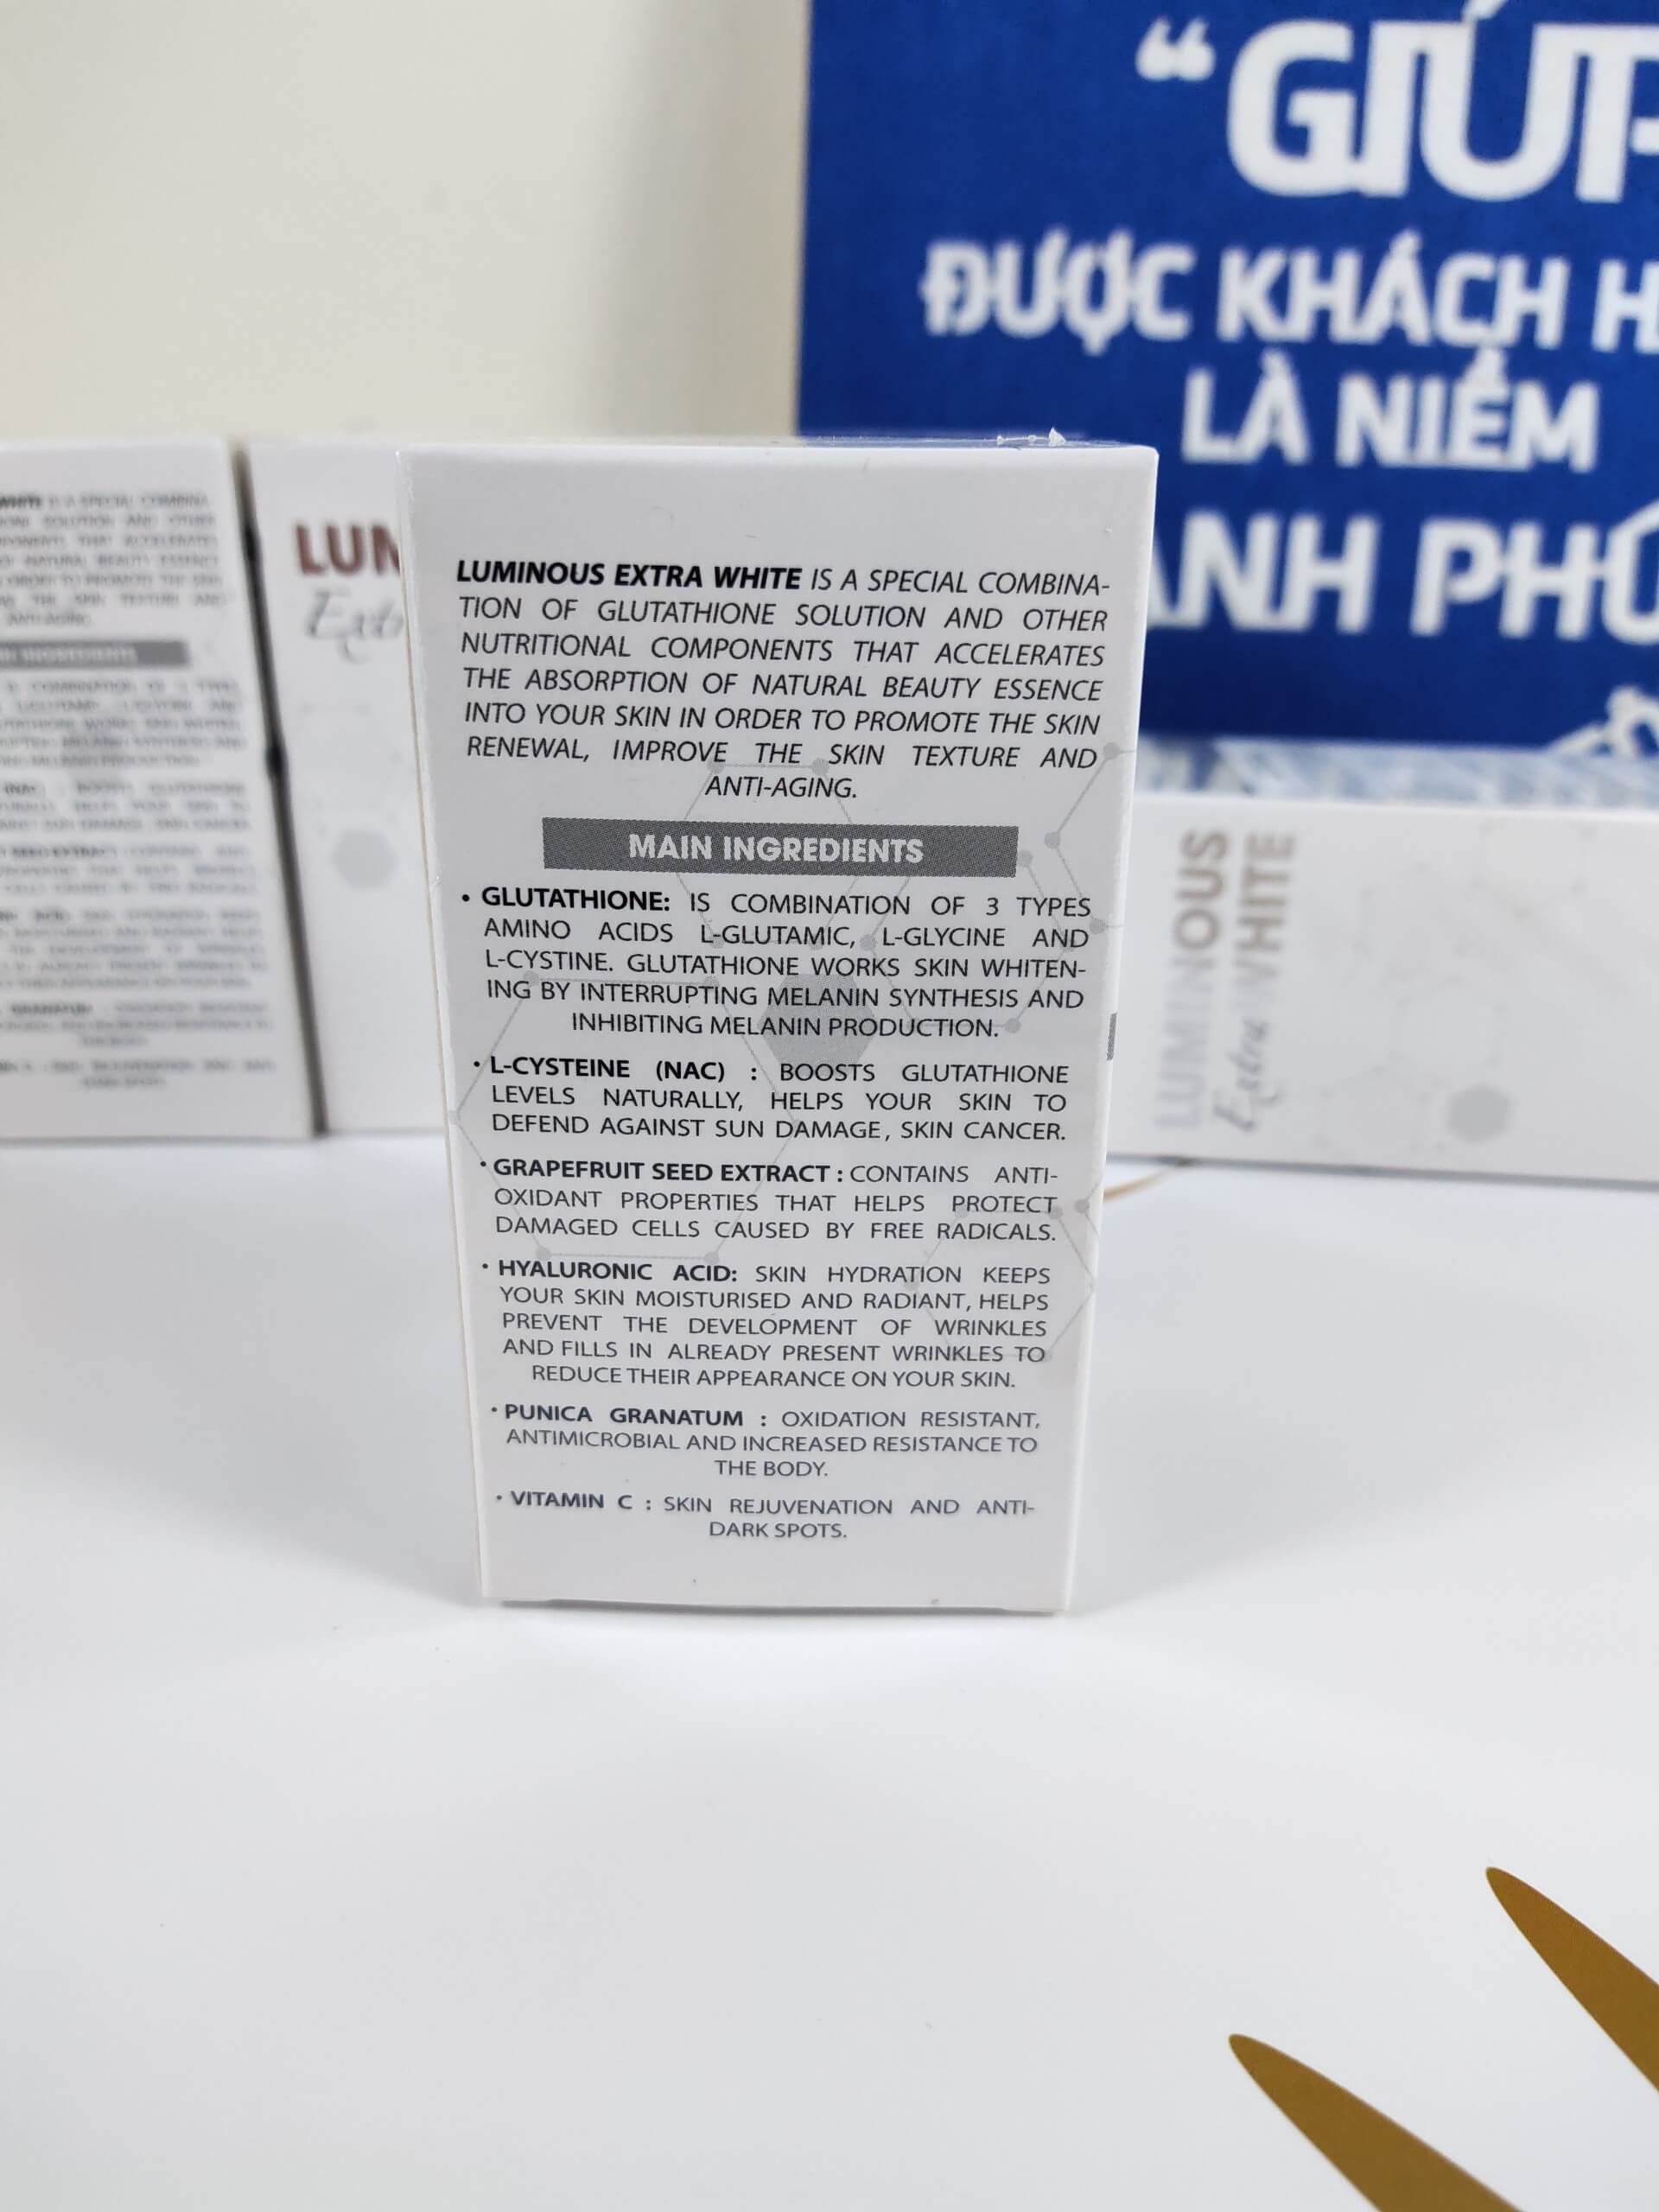 “GIÚP
ĐƯỢC KHÁCH H
LÀ NIỀM
ANH PHÚ
LUMINOUS EXTRA WHITE IS A SPECIAL COMBINA-
TION OF GLUTATHIONE SOLUTION AND OTHER
NUTRITIONAL COMPONENTS THAT ACCELERATES
THE ABSORPTION OF NATURAL BEAUTY ESSENCE
INTO YOUR SKIN IN ORDER TO PROMOTE THE SKIN
RENEWAL, IMPROVE THE SKIN TEXTURE AND
ANTI-AGING.
MAIN INGREDIENTS
• GLUTATHIONE: IS COMBINATION OF 3 TYPES
AMINO ACIDS L-GLUTAMIC, L-GLYCINE AND
L-CYSTINE. GLUTATHIONE WORKS SKIN WHITEN-
ING BY INTERRUPTING MELANIN SYNTHESIS AND
INHIBITING MELANIN PRODUCTION.
• L-CYSTEINE (NAC) : BOOSTS GLUTATHIONE
LEVELS NATURALLY, HELPS YOUR SKIN TO
DEFEND AGAINST SUN DAMAGE, SKIN CANCER.
• GRAPEFRUIT SEED EXTRACT : CONTAINS ANTI-
OXIDANT PROPERTIES THAT HELPS PROTECT
DAMAGED CELLS CAUSED BY FREE RADICALS.
• HYALURONIC ACID: SKIN HYDRATION KEEPS
YOUR SKIN MOISTURISED AND RADIANT, HELPS
PREVENT THE DEVELOPMENT OF WRINKLES
AND FILLS IN ALREADY PRESENT WRINKLES TO
REDUCE THEIR APPEARANCE ON YOUR SKIN.
• PUNICA GRANATUM : OXIDATION RESISTANT,
ANTIMICROBIAL AND INCREASED RESISTANCE TO
THE BODY.
• VITAMIN C : SKIN REJUVENATION AND ANTI-
DARK SPOTS.
LUM
Ext
LUMINOUS
Extra WHITE